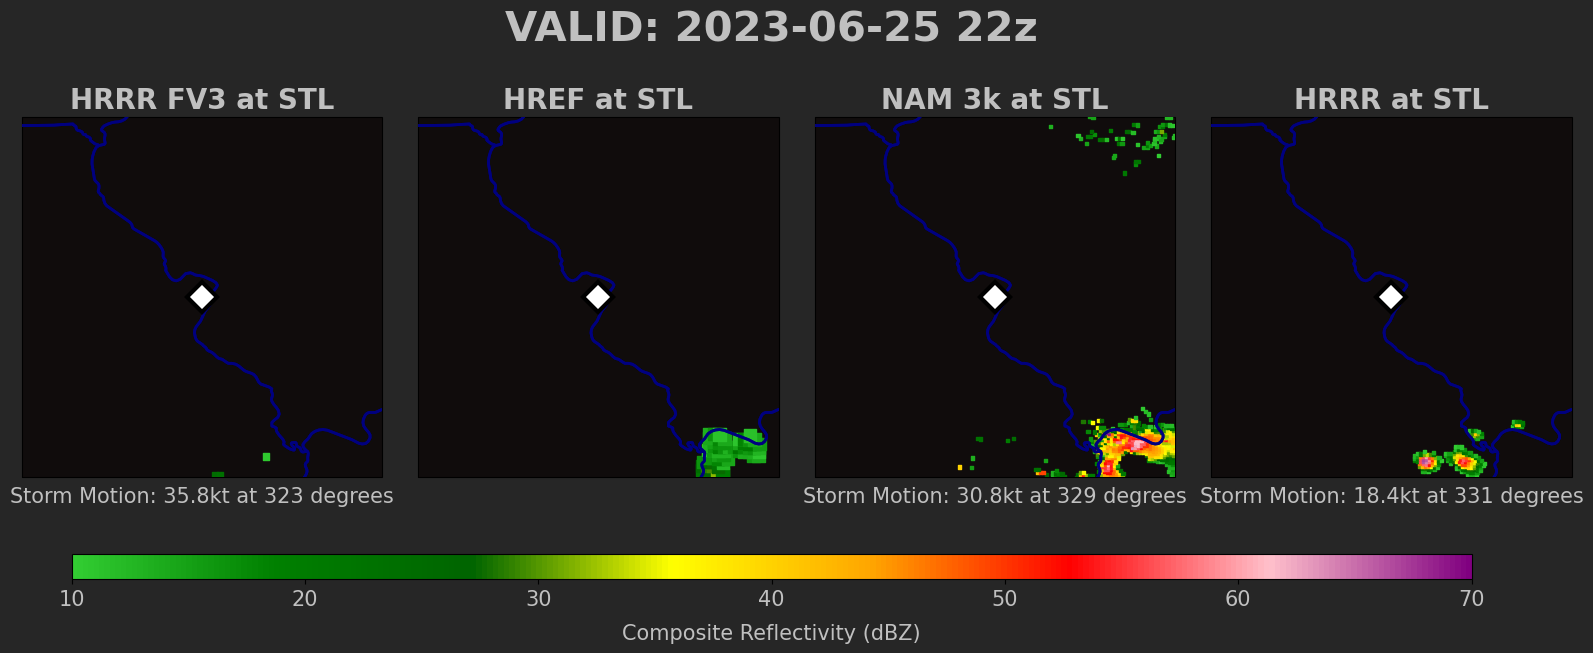 VALID: 2023-06-25 22z
HRRR FV3 at STL
HREF at STL
NAM 3k at STL
HRRR at STL
Storm Motion: 35.8kt at 323 degrees
Storm Motion: 30.8kt at 329 degrees
Storm Motion: 18.4kt at 331 degrees
10 20 30 40 50 60 70
Composite Reflectivity (dBZ)